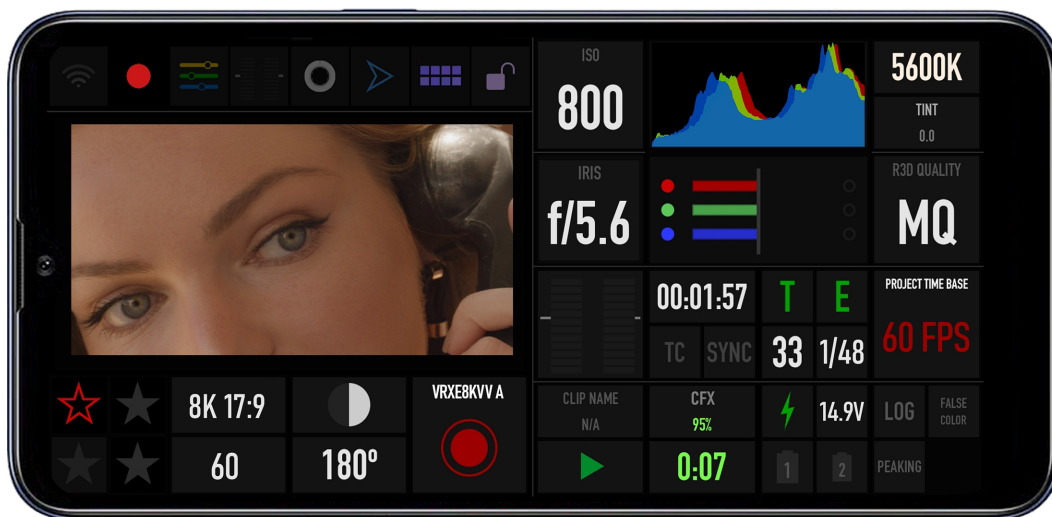 ISO
800
5600K
TINT
0.0
IRIS
f/5.6
R3D QUALITY
MQ
00:01:57
T
E
PROJECT TIME BASE
60 FPS
TC
SYNC
33
1/48
8K 17:9
VRXE8KVV A
CLIP NAME
N/A
CFX
95%
14.9V
LOG
FALSE
COLOR
60
180º
0:07
1
2
PEAKING